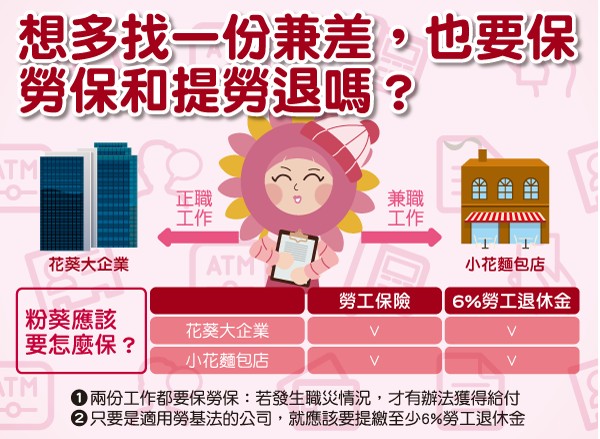 想多找一份兼差，也要保
勞保和提勞退嗎？
正職
工作
兼職
工作
花葵大企業
小花麵包店
ATM
ATM
ATM
ATM
粉葵應該
要怎麼保？
勞工保險 6%勞工退休金
花葵大企業 ∨ ∨
小花麵包店 ∨ ∨
❶兩份工作都要保勞保：若發生職災情況，才有辦法獲得給付
❷只要是適用勞基法的公司，就應該要提繳至少6%勞工退休金